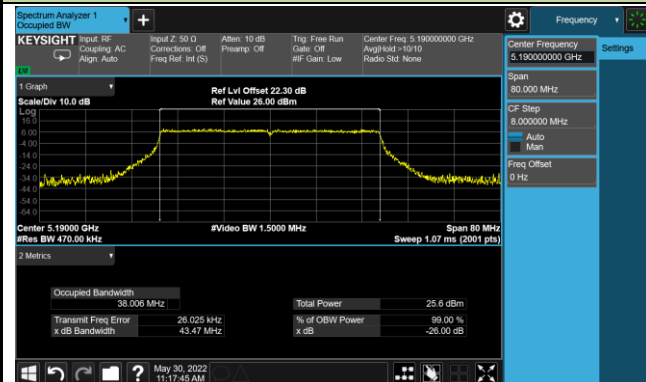 Spectrum Analyzer 1
Occupied BW
Frequency
KEYSIGHT
Input: RF
Coupling: AC
Align: Auto
Input Z: 50 Ω
Corrections: Off
Freq Ref: Int (S)
Atten: 10 dB
Preamp: Off
Trig: Free Run
Gate: Off
#IF Gain: Low
Center Freq: 5.190000000 GHz
Avg|Hold:>10/10
Radio Std: None
Center Frequency
5.190000000 GHz
Settings
Span
80.000 MHz
CF Step
8.000000 MHz
Auto
Man
Freq Offset
0 Hz
1 Graph
Scale/Div 10.0 dB
Ref Lvl Offset 22.30 dB
Ref Value 26.00 dBm
Log
16.0
6.00
-4.00
-14.0
-24.0
-34.0
-44.0
-54.0
-64.0
Center 5.19000 GHz
#Video BW 1.5000 MHz
Span 80 MHz
#Res BW 470.00 kHz
Sweep 1.07 ms (2001 pts)
2 Metrics
Occupied Bandwidth
38.006 MHz
Total Power 25.6 dBm
Transmit Freq Error 26.025 kHz
% of OBW Power 99.00 %
x dB Bandwidth 43.47 MHz
x dB -26.00 dB
?
May 30, 2022
11:17:45 AM